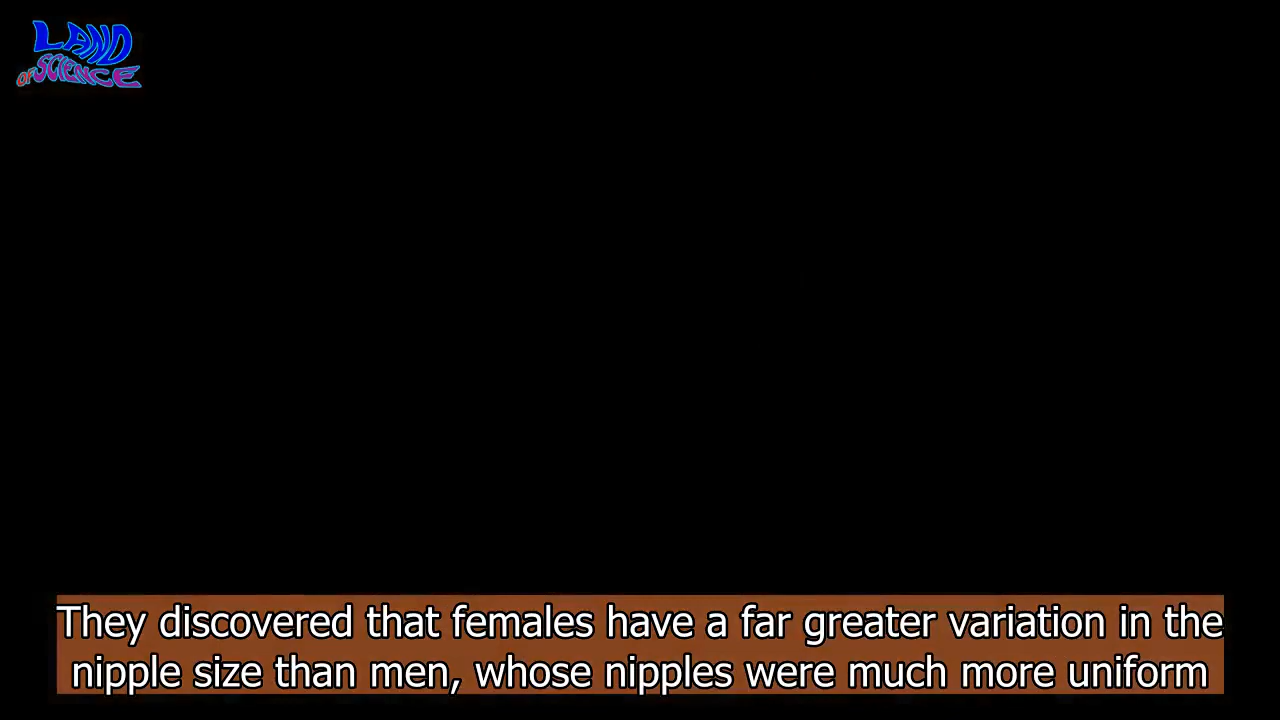 LAND
OF SCIENCE
They discovered that females have a far greater variation in the
nipple size than men, whose nipples were much more uniform